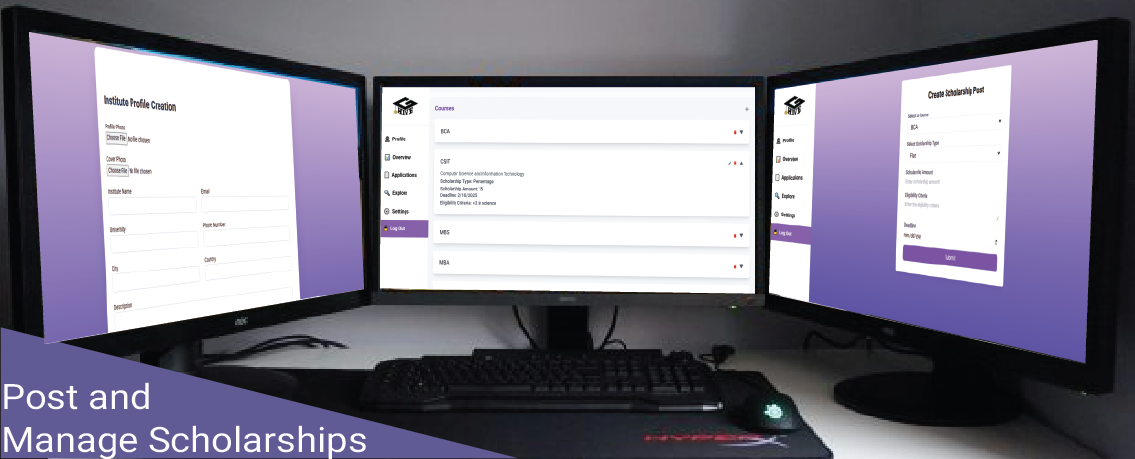 Institute Profile Creation
Profile Photo
Choose File No file chosen
Cover Photo
Choose File No file chosen
Institute Name Email
University Phone Number
City Country
Description
G
HIVE
Profile
Overview
Applications
Explore
Settings
Log Out
Courses +
BCA
CSIT
Computer Science and Information Technology
Scholarship Type: Percentage
Scholarship Amount: 15
Deadline: 2/16/2025
Eligibility Criteria: +2 in science
MBS
MBA
HIVE
Profile
Overview
Applications
Explore
Settings
Log Out
Create Scholarship Post
BCA
Select Scholarship Type
Flat
Scholarship Amount
Enter scholarship amount
Eligibility Criteria
Enter the eligibility criteria
Deadline
mm/dd/yyyy
Submit
AOC
HYPERX
Post and
Manage Scholarships